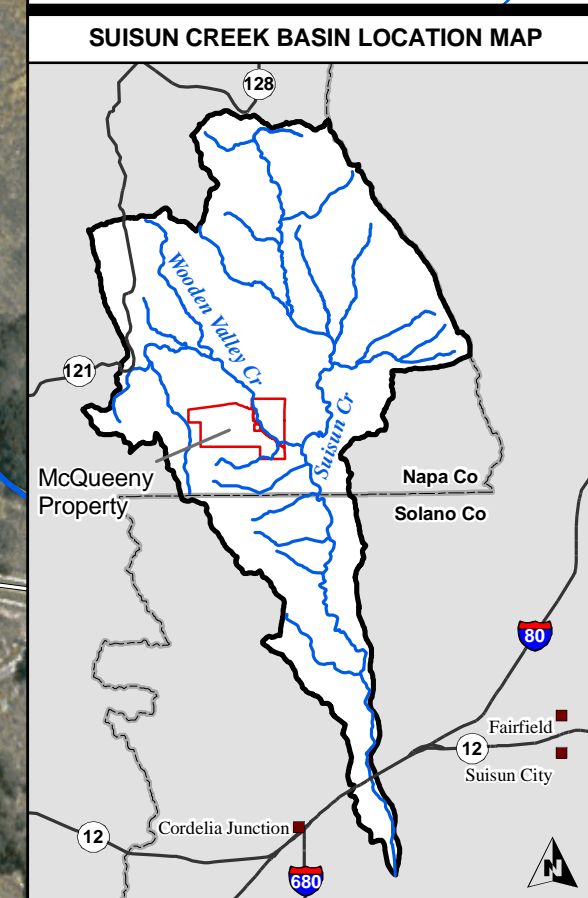 SUISUN CREEK BASIN LOCATION MAP
128
Wooden Valley Cr
121
Suisun Cr
McQueeny
Property
Napa Co
Solano Co
80
Fairfield
12
Suisun City
Cordelia Junction
12
680
N